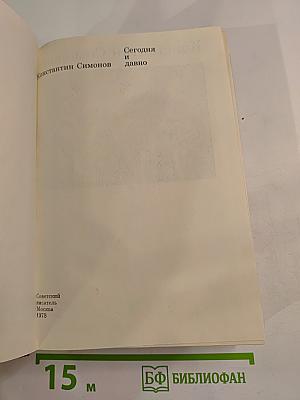 Константин Симонов
Сегодня
и
давно
Советский
писатель
Москва
1978
15 м
БФ БИБЛИОФАН